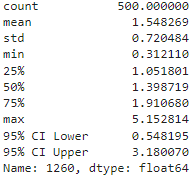 count 500.000000
mean 1.548269
std 0.720484
min 0.312110
25% 1.051801
50% 1.398719
75% 1.910680
max 5.152814
95% CI Lower 0.548195
95% CI Upper 3.180070
Name: 1260, dtype: float64